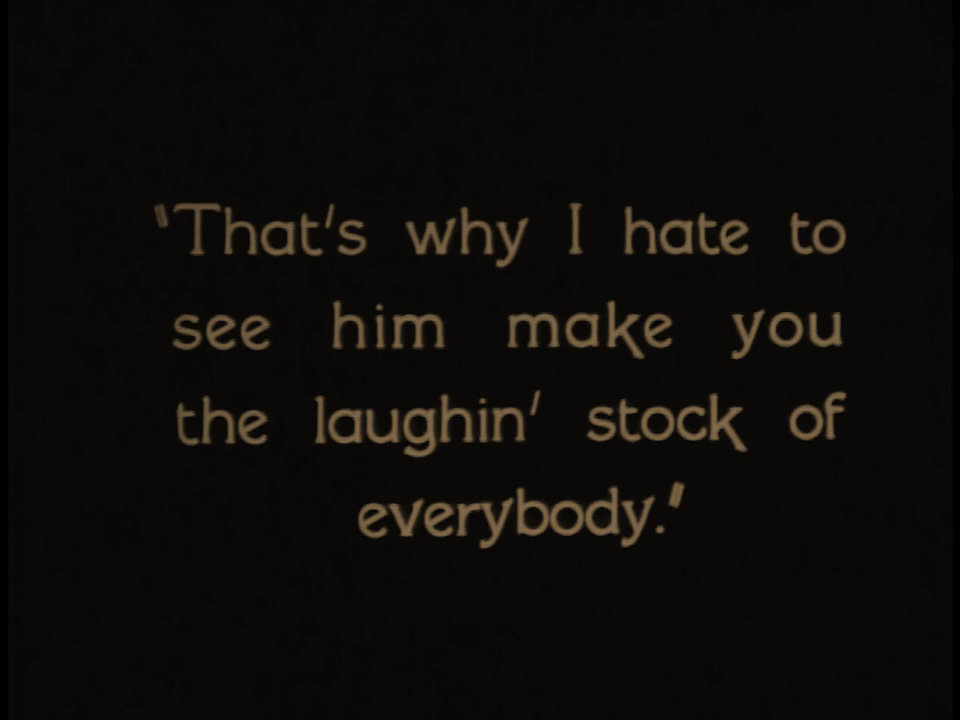 "That's why I hate to
see him make you
the laughin' stock of
everybody."